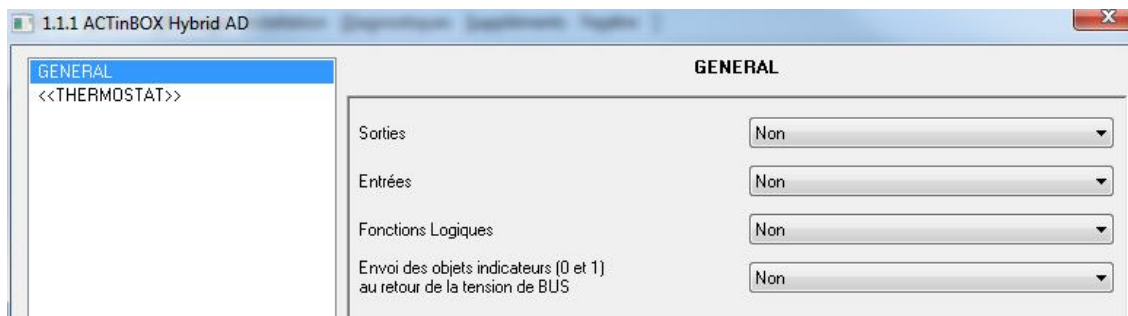 1.1.1 ACTinBOX Hybrid AD
GENERAL
<<THERMOSTAT>>
GENERAL
Sorties
Non
Entrées
Non
Fonctions Logiques
Non
Envoi des objets indicateurs (0 et 1)
au retour de la tension de BUS
Non